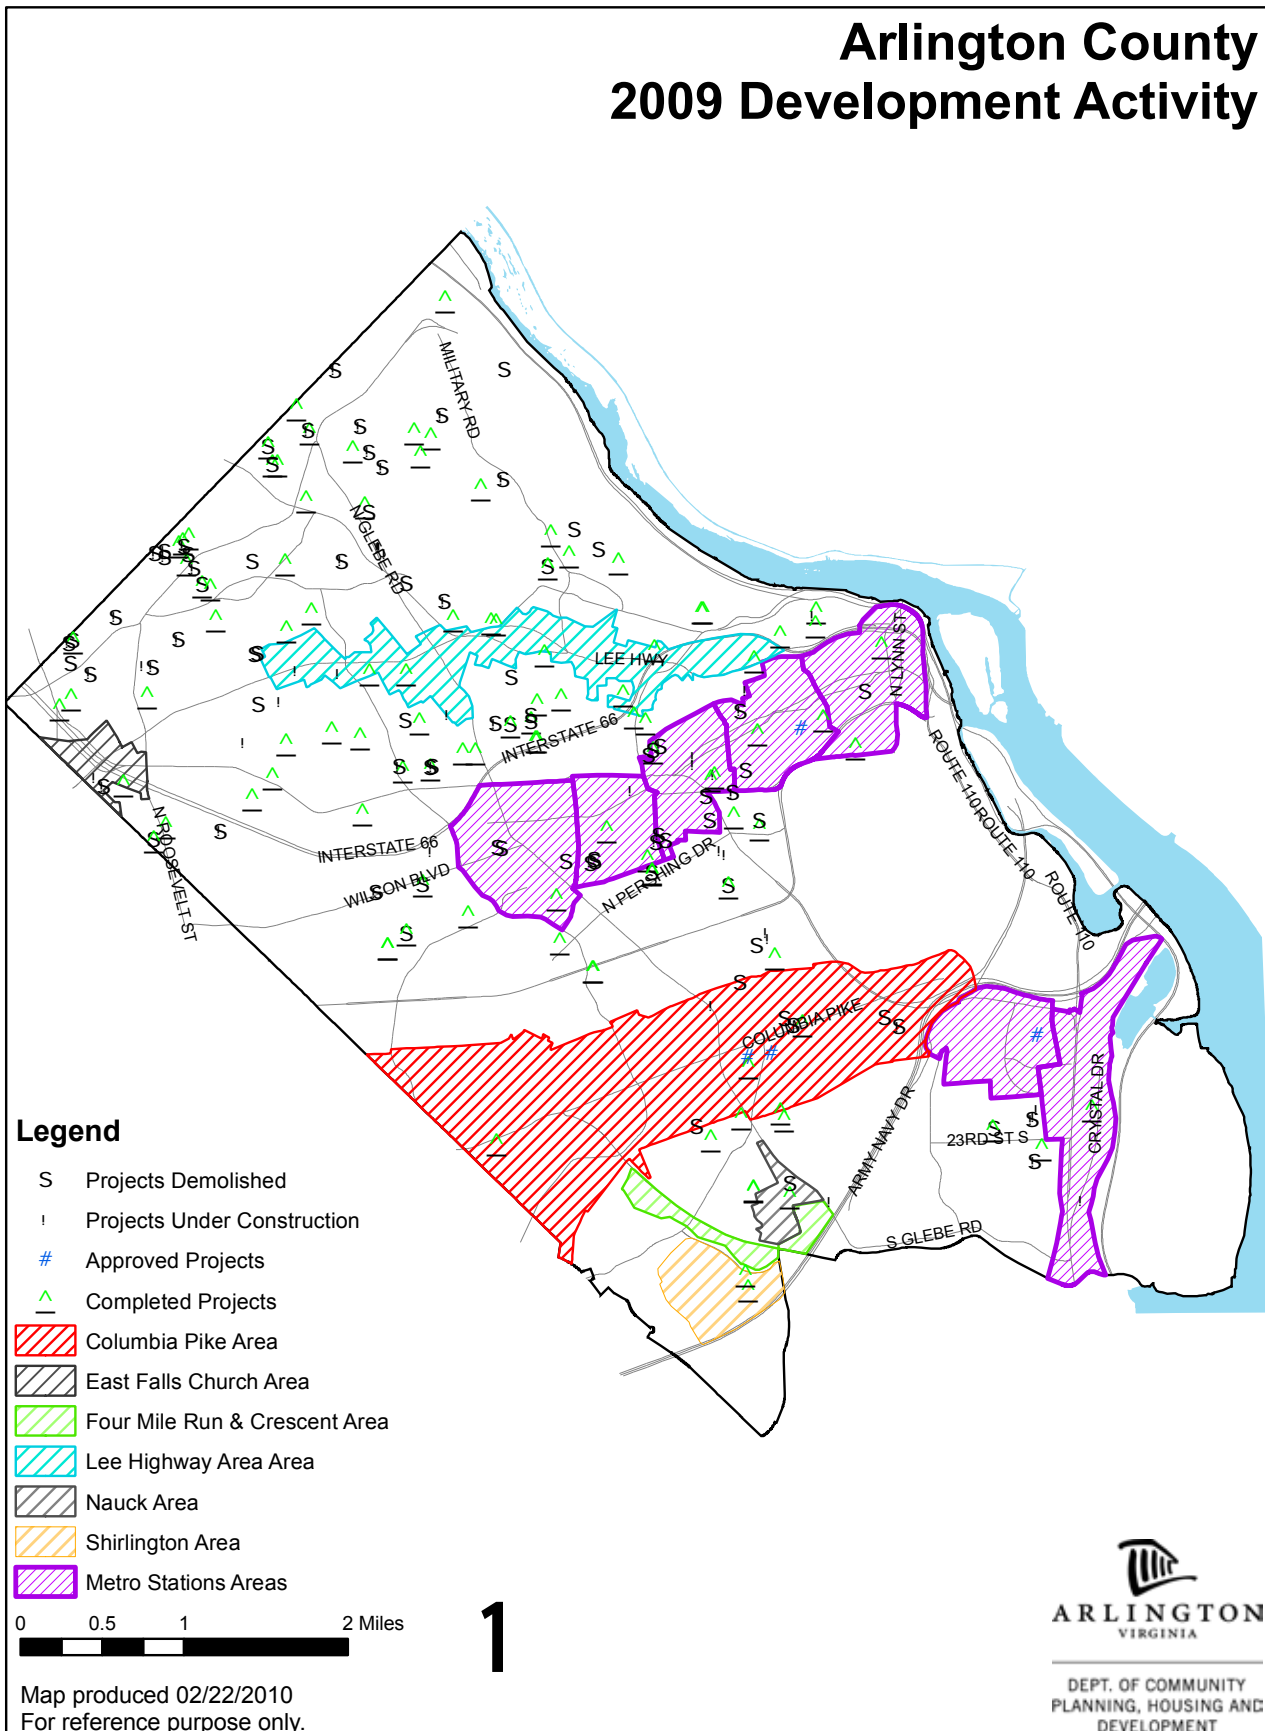 Arlington County
2009 Development Activity
MILITARY RD
N GLEBE RD
LEE HWY
N LYNN ST
INTERSTATE 66
ROUTE 110
ROUTE 110
ROUTE 110
INTERSTATE 66
WILSON BLVD
N PERSHING DR
N ROOSEVELT ST
COLUMBIA PIKE
ARMY NAVY DR
CRYSTAL DR
23RD ST S
S GLEBE RD
Legend
S Projects Demolished
! Projects Under Construction
# Approved Projects
^ Completed Projects
Columbia Pike Area
East Falls Church Area
Four Mile Run & Crescent Area
Lee Highway Area Area
Nauck Area
Shirlington Area
Metro Stations Areas
0 0.5 1 2 Miles
1
Map produced 02/22/2010
For reference purpose only.
ARLINGTON
VIRGINIA
DEPT. OF COMMUNITY
PLANNING, HOUSING AND
DEVELOPMENT